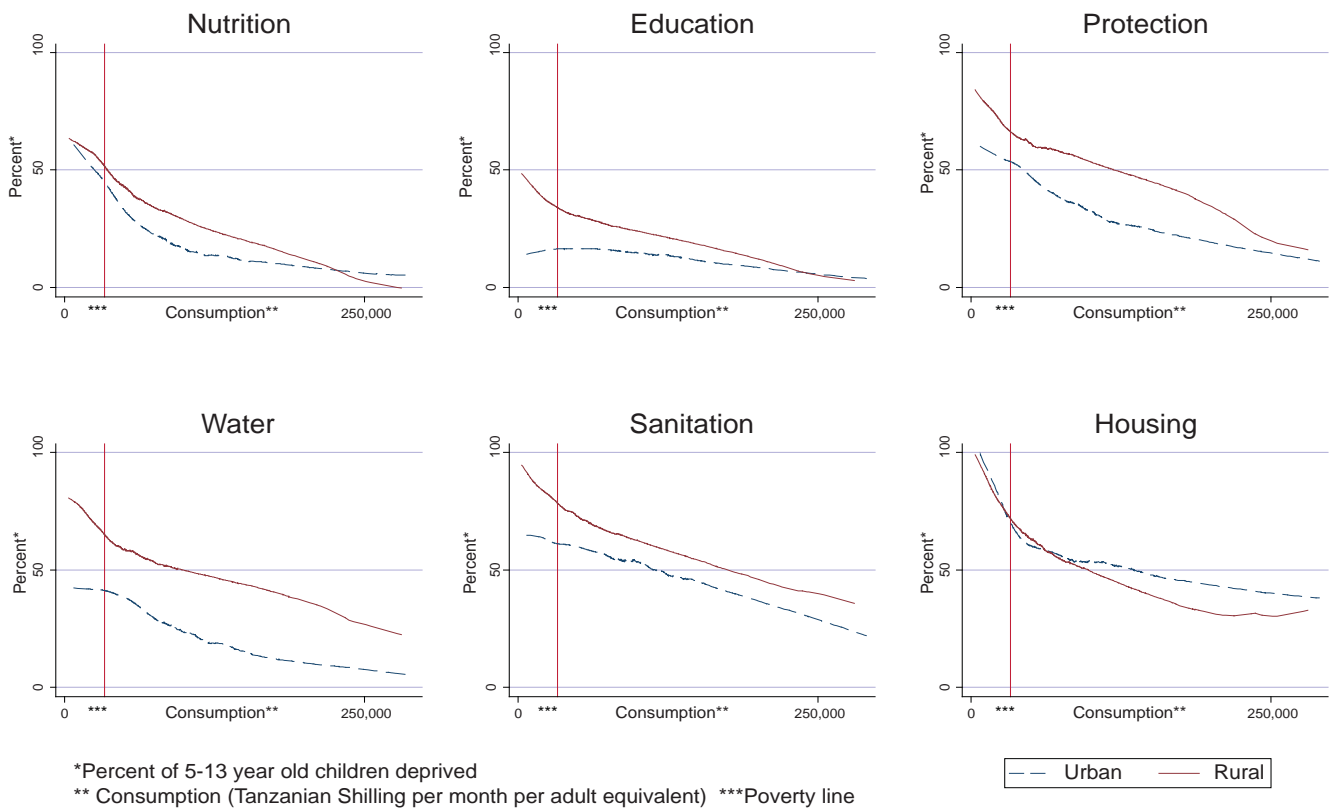 Nutrition
Education
Protection
Percent*
100
50
0
0
***
Consumption**
250,000
Percent*
100
50
0
0
***
Consumption**
250,000
Percent*
100
50
0
0
***
Consumption**
250,000
Water
Sanitation
Housing
Percent*
100
50
0
0
***
Consumption**
250,000
Percent*
100
50
0
0
***
Consumption**
250,000
Percent*
100
50
0
0
***
Consumption**
250,000
*Percent of 5-13 year old children deprived
** Consumption (Tanzanian Shilling per month per adult equivalent) ***Poverty line
Urban
Rural